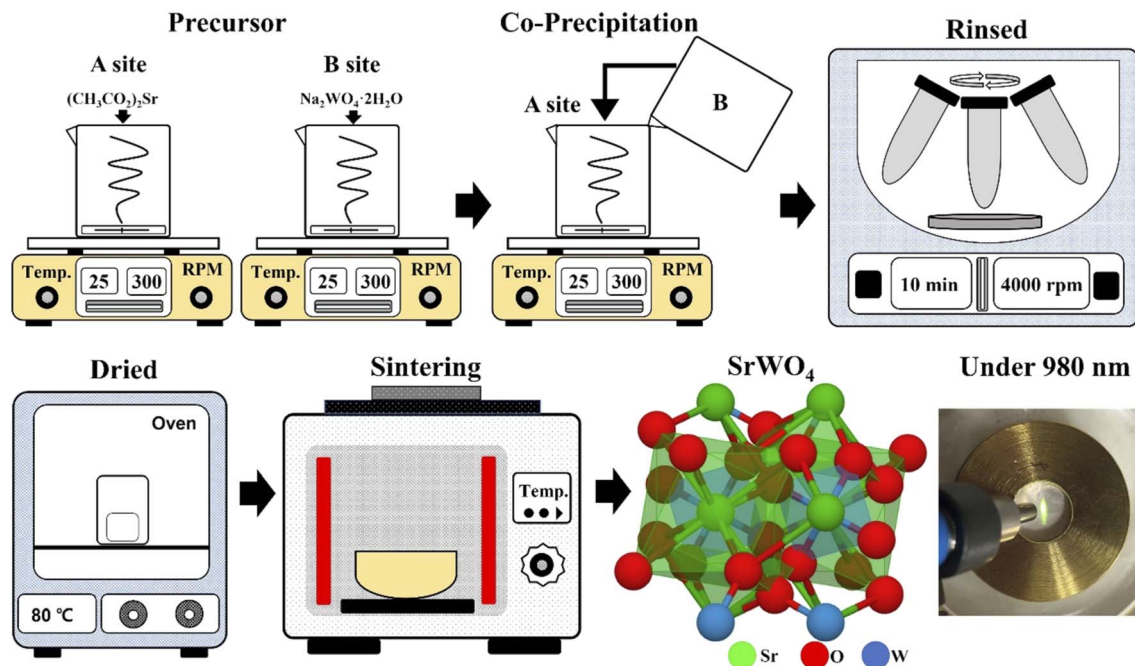 Precursor
A site
(CH₃CO₂)₂Sr
B site
Na₂WO₄·2H₂O
Temp.
25
300
RPM
Temp.
25
300
RPM
Co-Precipitation
A site
B
Temp.
25
300
RPM
Rinsed
10 min
4000 rpm
Dried
Oven
80 ℃
Sintering
Temp.
SrWO₄
Sr
O
W
Under 980 nm